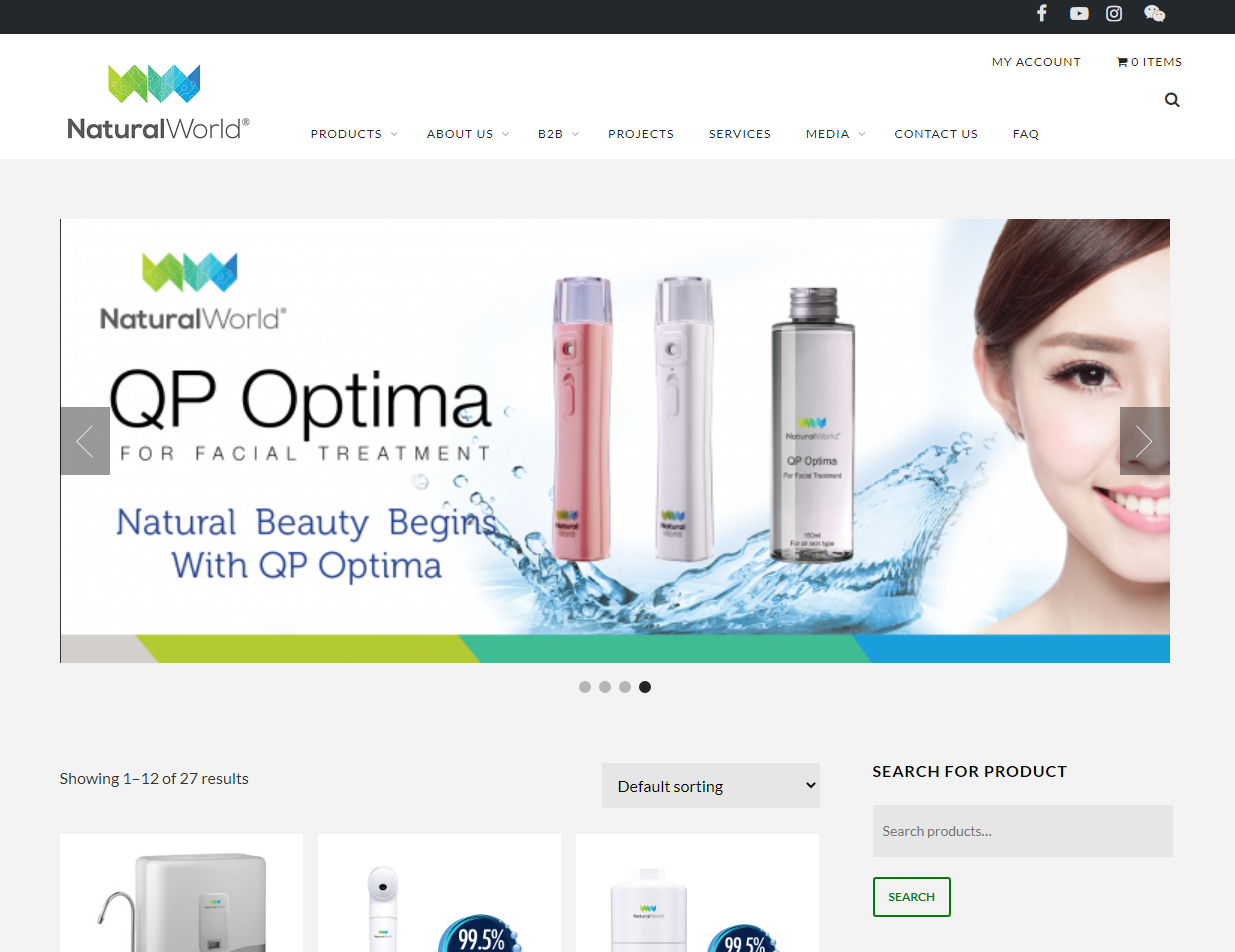 MY ACCOUNT
0 ITEMS
NaturalWorld®
PRODUCTS
ABOUT US
B2B
PROJECTS
SERVICES
MEDIA
CONTACT US
FAQ
NaturalWorld®
QP Optima
FOR FACIAL TREATMENT
Natural Beauty Begins
With QP Optima
Natural
World
Natural
World
NaturalWorld
QP Optima
For Facial Treatment
150ml
For all skin type
Showing 1–12 of 27 results
Default sorting
SEARCH FOR PRODUCT
Search products…
SEARCH
NaturalWorld
99.5%
99.5%